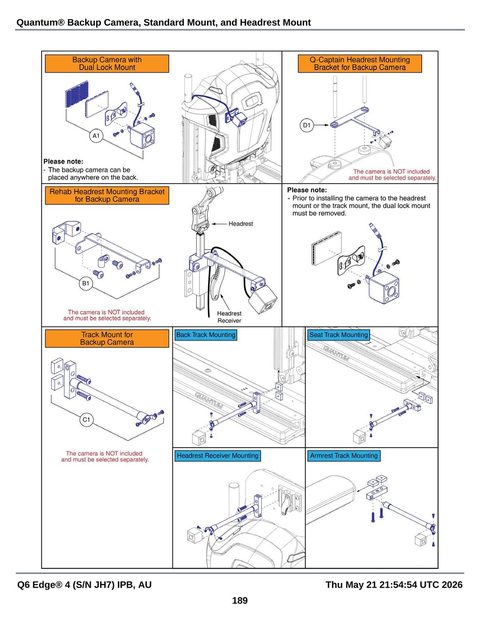 Quantum® Backup Camera, Standard Mount, and Headrest Mount
Backup Camera with
Dual Lock Mount
A1
Please note:
- The backup camera can be
placed anywhere on the back.
Q-Captain Headrest Mounting
Bracket for Backup Camera
D1
The camera is NOT included
and must be selected separately.
Rehab Headrest Mounting Bracket
for Backup Camera
B1
The camera is NOT included
and must be selected separately.
Headrest
Headrest
Receiver
Please note:
- Prior to installing the camera to the headrest
mount or the track mount, the dual lock mount
must be removed.
Track Mount for
Backup Camera
C1
The camera is NOT included
and must be selected separately.
Back Track Mounting
QUANTUM
Seat Track Mounting
QUANTUM
Headrest Receiver Mounting
Armrest Track Mounting
Q6 Edge® 4 (S/N JH7) IPB, AU
Thu May 21 21:54:54 UTC 2026
189